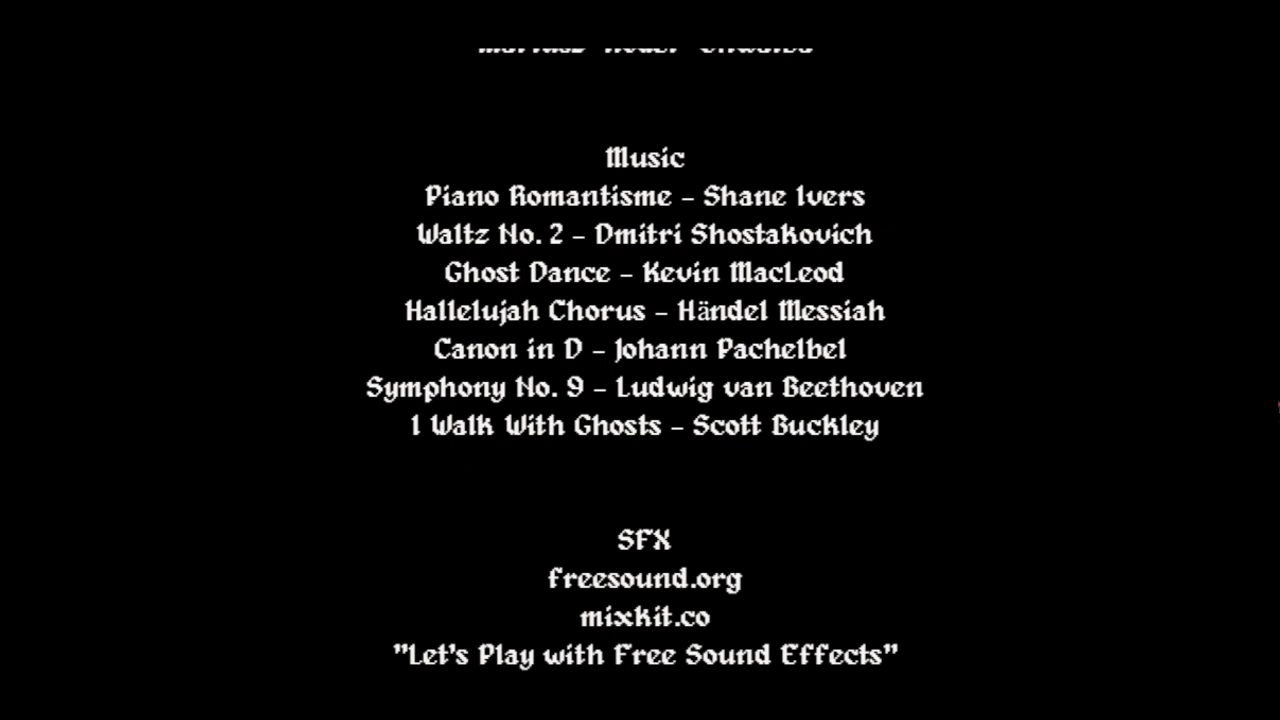 Music
Piano Romantisme - Shane Ivers
Waltz No. 2 - Dmitri Shostakovich
Ghost Dance - Kevin MacLeod
Hallelujah Chorus - Händel Messiah
Canon in D - Johann Pachelbel
Symphony No. 9 - Ludwig van Beethoven
I Walk With Ghosts - Scott Buckley
SFX
freesound.org
mixkit.co
"Let's Play with Free Sound Effects"